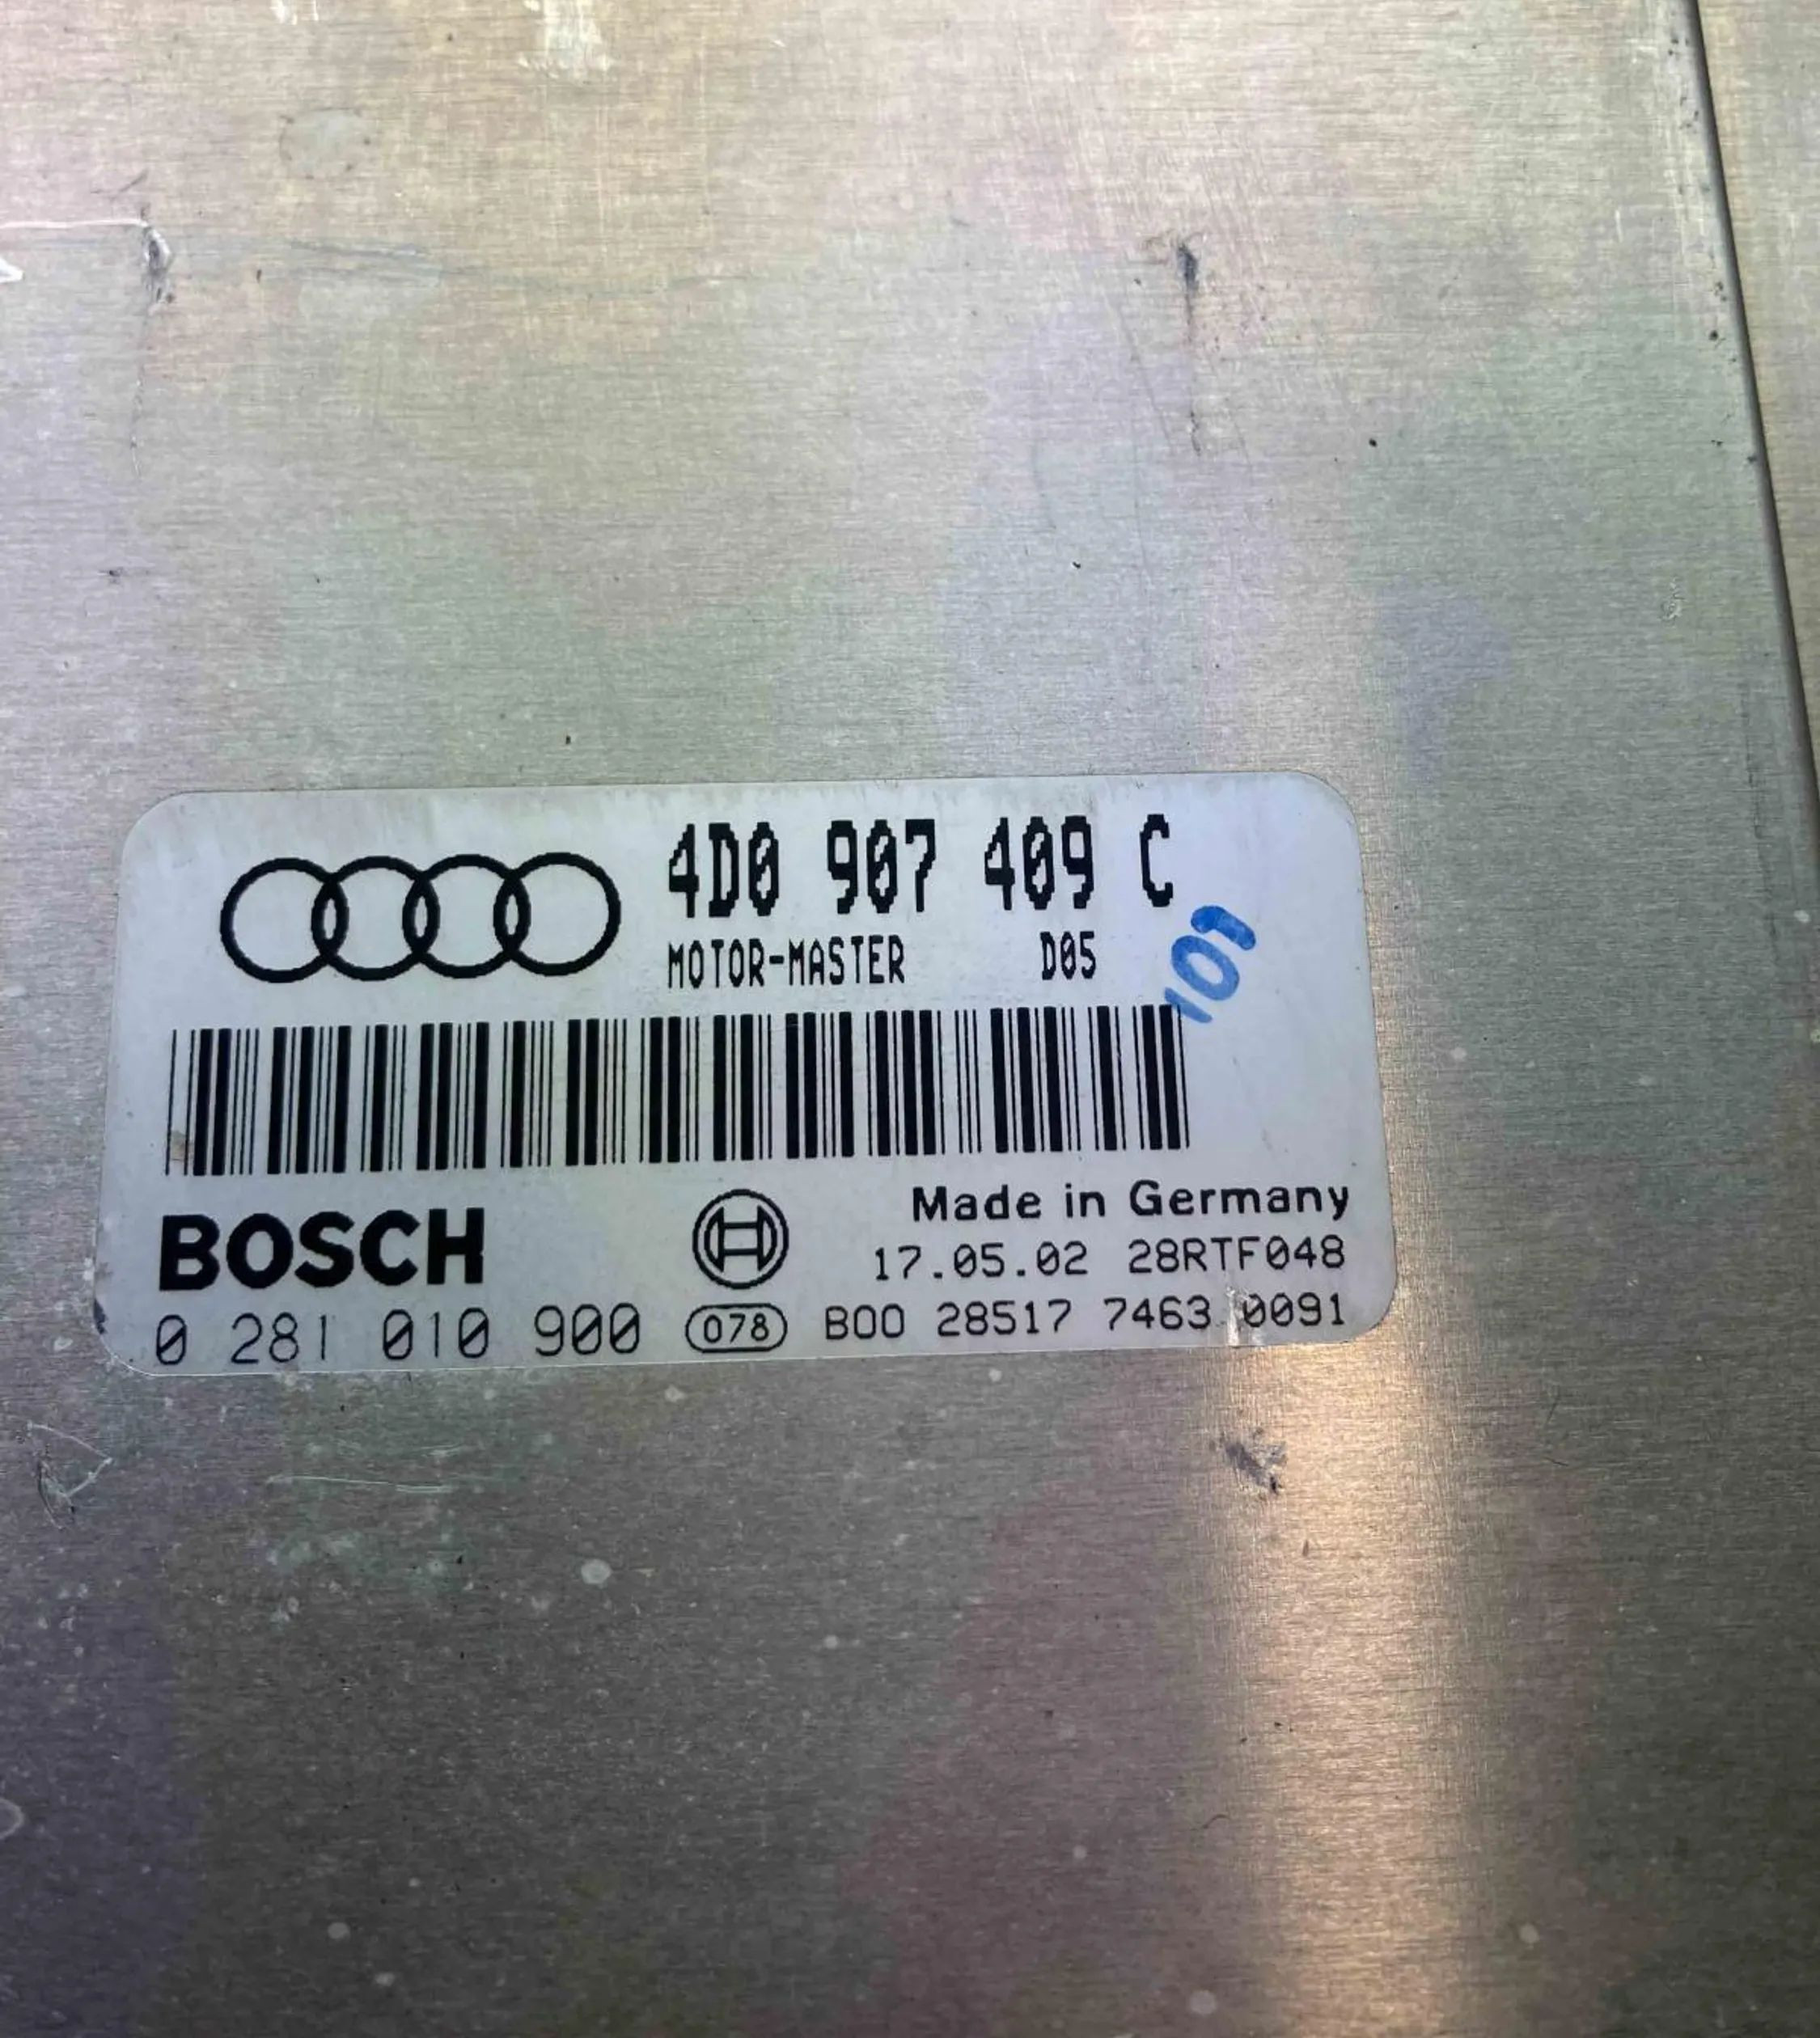 4D0 907 409 C
MOTOR-MASTER D05
101
BOSCH
Made in Germany
17.05.02 28RTF048
0 281 010 900 078 B00 28517 7463 0091